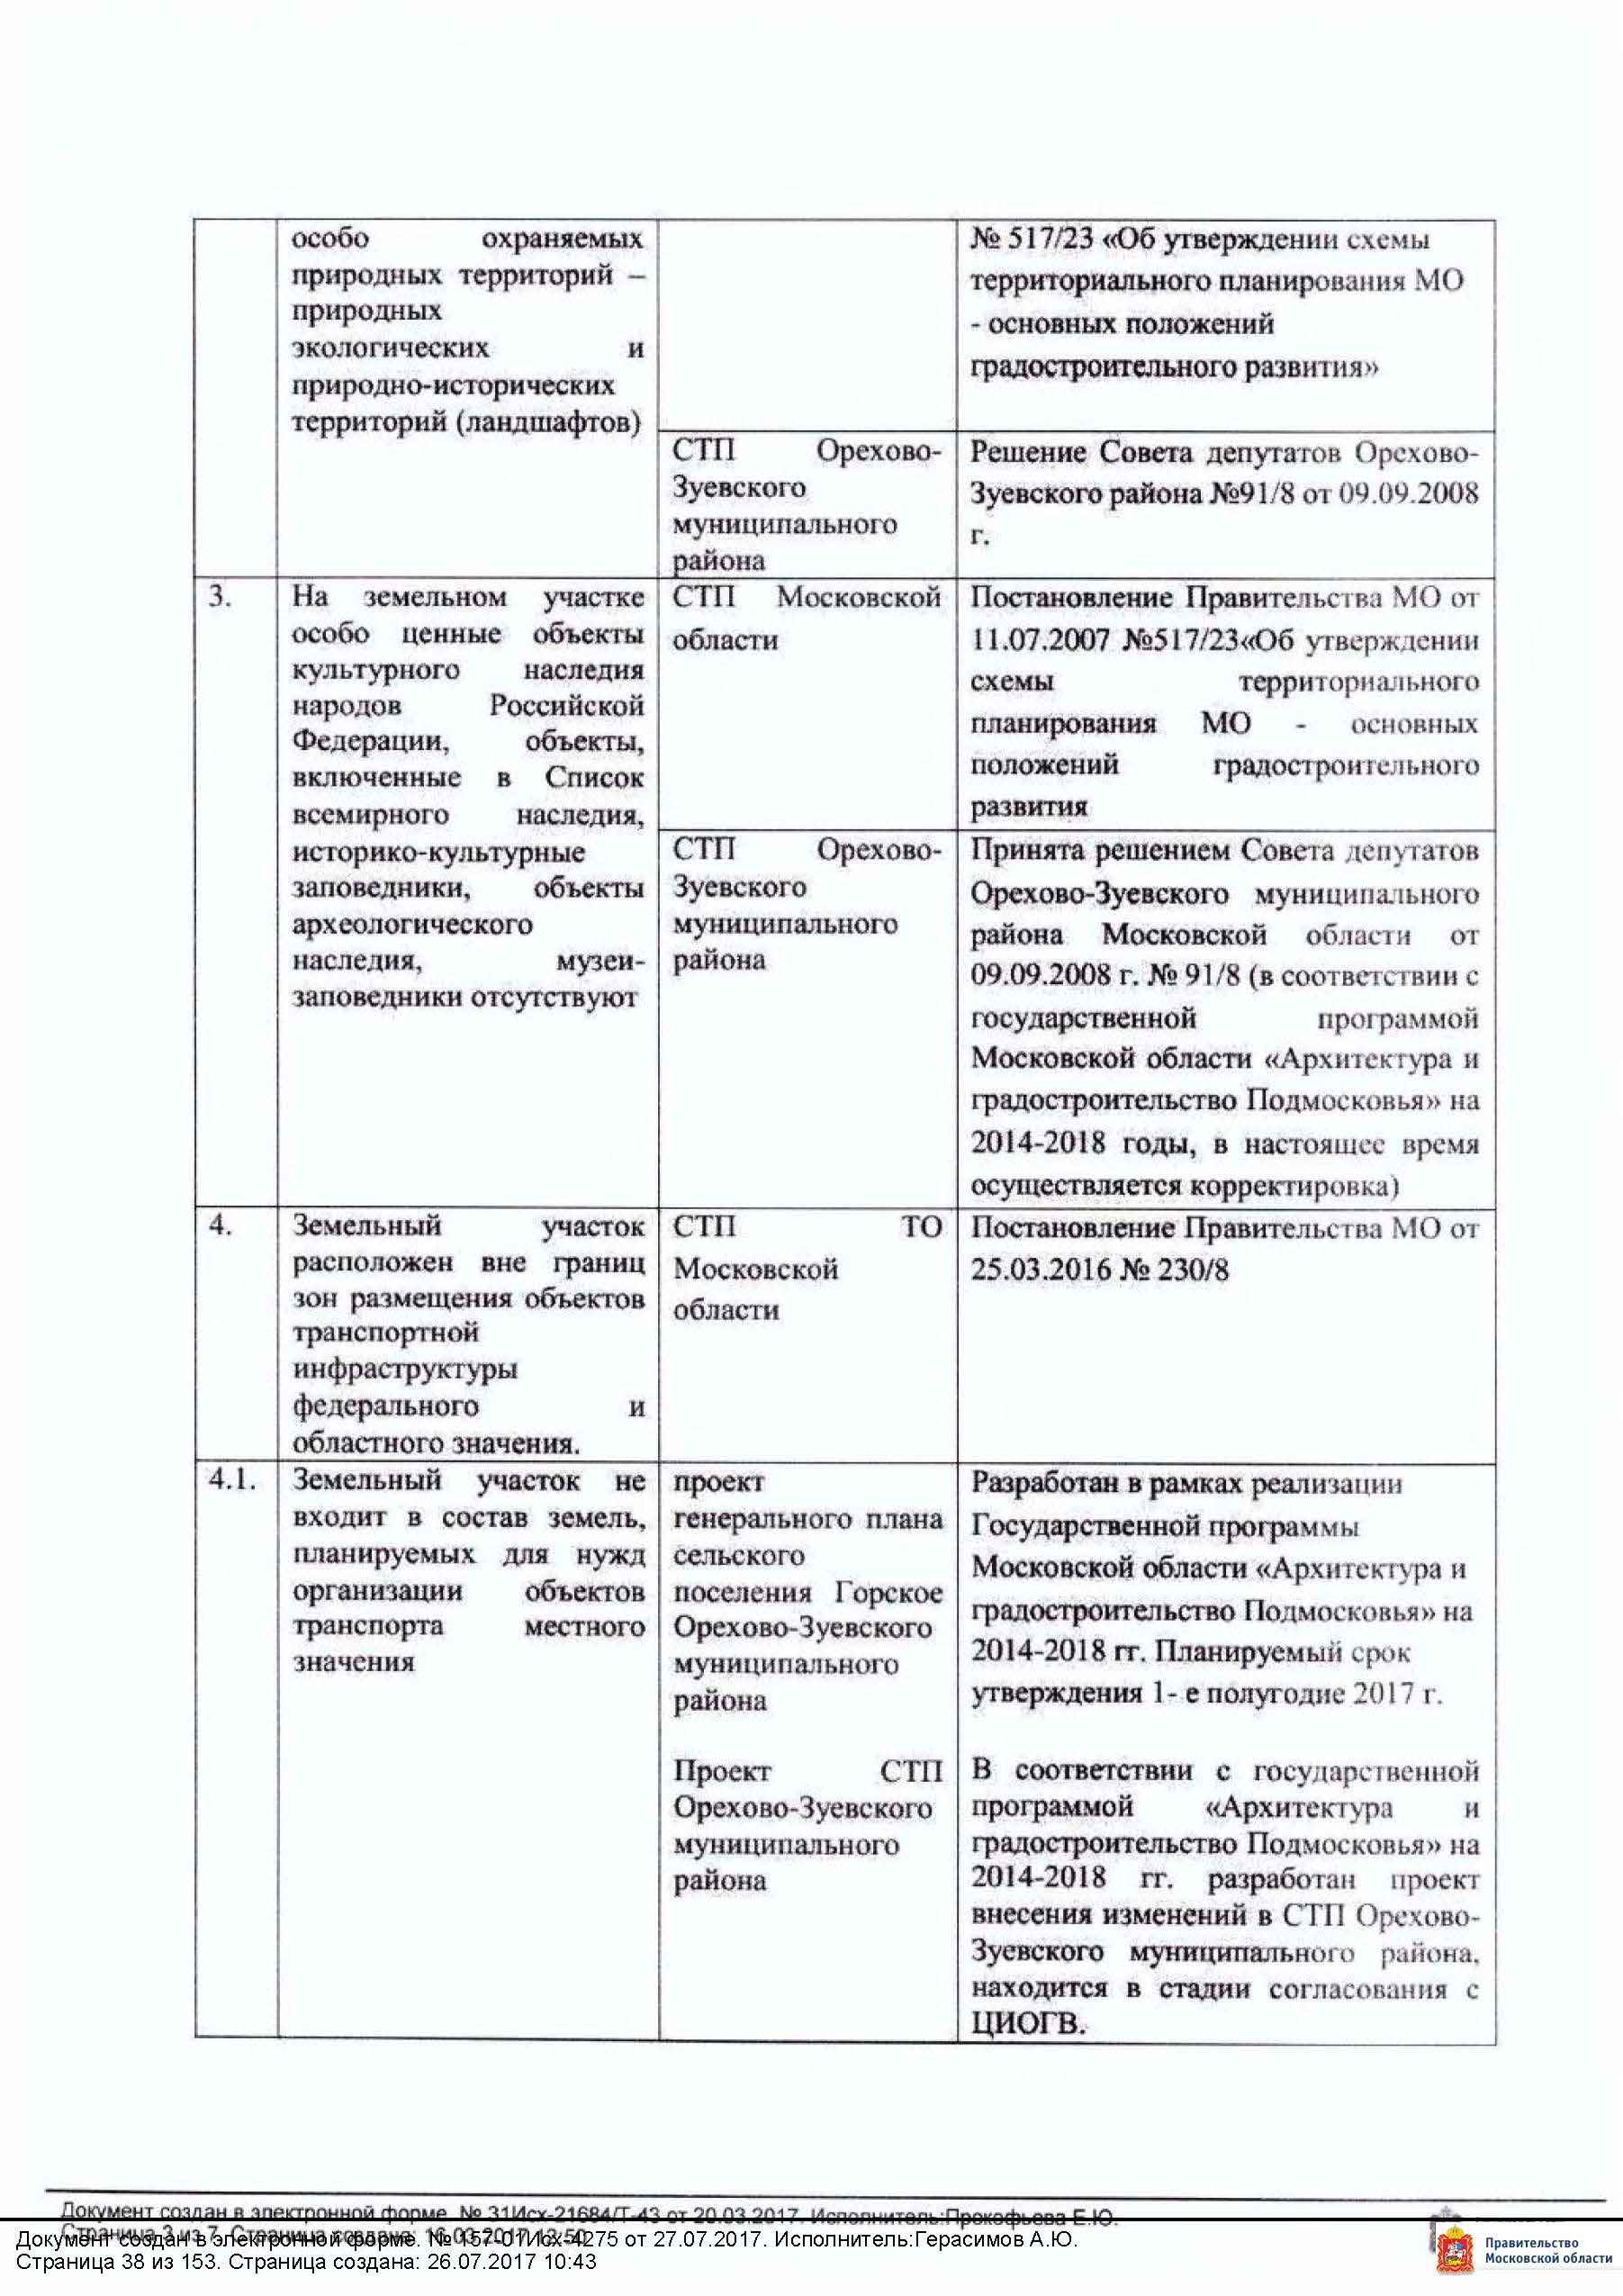 особо охраняемых
природных территорий –
природных
экологических и
природно-исторических
территорий (ландшафтов)
№ 517/23 «Об утверждении схемы
территориального планирования МО
- основных положений
градостроительного развития»
СТП Орехово-
Зуевского
муниципального
района
Решение Совета депутатов Орехово-
Зуевского района №91/8 от 09.09.2008
г.
3.
На земельном участке
особо ценные объекты
культурного наследия
народов Российской
Федерации, объекты,
включенные в Список
всемирного наследия,
историко-культурные
заповедники, объекты
археологического
наследия, музеи-
заповедники отсутствуют
СТП Московской
области
Постановление Правительства МО от
11.07.2007 №517/23«Об утверждении
схемы территориального
планирования МО - основных
положений градостроительного
развития
СТП Орехово-
Зуевского
муниципального
района
Принята решением Совета депутатов
Орехово-Зуевского муниципального
района Московской области от
09.09.2008 г. № 91/8 (в соответствии с
государственной программой
Московской области «Архитектура и
градостроительство Подмосковья» на
2014-2018 годы, в настоящее время
осуществляется корректировка)
4.
Земельный участок
расположен вне границ
зон размещения объектов
транспортной
инфраструктуры
федерального и
областного значения.
СТП ТО
Московской
области
Постановление Правительства МО от
25.03.2016 № 230/8
4.1.
Земельный участок не
входит в состав земель,
планируемых для нужд
организации объектов
транспорта местного
значения
проект
генерального плана
сельского
поселения Горское
Орехово-Зуевского
муниципального
района
Разработан в рамках реализации
Государственной программы
Московской области «Архитектура и
градостроительство Подмосковья» на
2014-2018 гг. Планируемый срок
утверждения 1- е полугодие 2017 г.
Проект СТП
Орехово-Зуевского
муниципального
района
В соответствии с государственной
программой «Архитектура и
градостроительство Подмосковья» на
2014-2018 гг. разработан проект
внесения изменений в СТП Орехово-
Зуевского муниципального района,
находится в стадии согласования с
ЦИОГВ.
Документ создан в электронной форме. № 31Исх-21684/Т-43 от 20.03.2017. Исполнитель:Прокофьева Е.Ю.
Страница 3 из 7. Страница создана: 16.03.2017
Документ создан в электронной форме. № 157-01Исх-4275 от 27.07.2017. Исполнитель:Герасимов А.Ю.
Страница 38 из 153. Страница создана: 26.07.2017 10:43
Правительство
Московской области